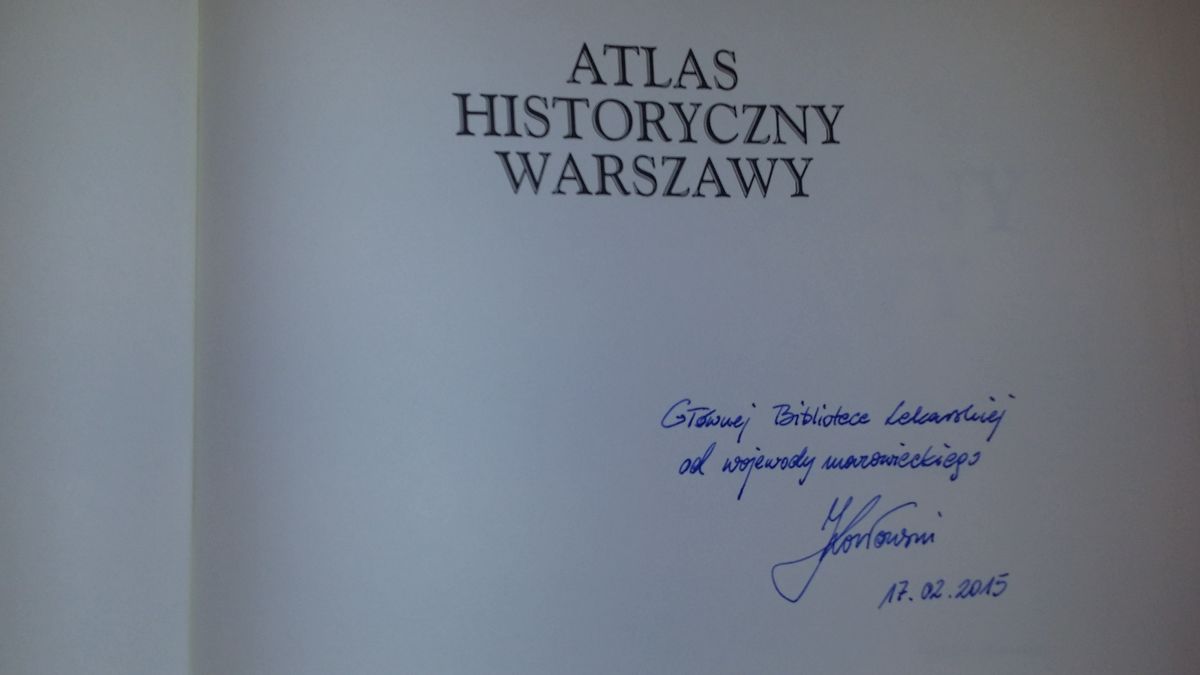 ATLAS
HISTORYCZNY
WARSZAWY
Głównej Bibliotece Lekarskiej
od wojewody mazowieckiego
17.02.2015